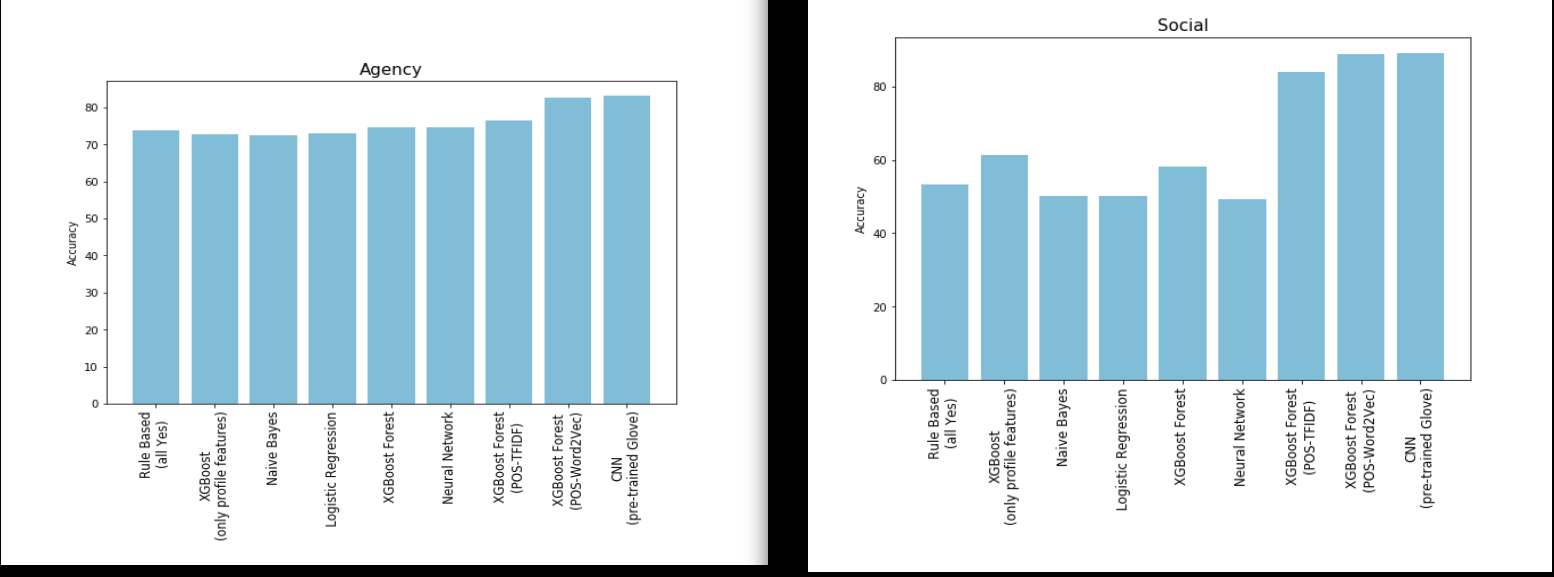 Agency
Accuracy
80
70
60
50
40
30
20
10
0
Rule Based
(all Yes)
XGBoost
(only profile features)
Naive Bayes
Logistic Regression
XGBoost Forest
Neural Network
XGBoost Forest
(POS-TFIDF)
XGBoost Forest
(POS-Word2Vec)
CNN
(pre-trained Glove)
Social
Accuracy
80
60
40
20
0
Rule Based
(all Yes)
XGBoost
(only profile features)
Naive Bayes
Logistic Regression
XGBoost Forest
Neural Network
XGBoost Forest
(POS-TFIDF)
XGBoost Forest
(POS-Word2Vec)
CNN
(pre-trained Glove)